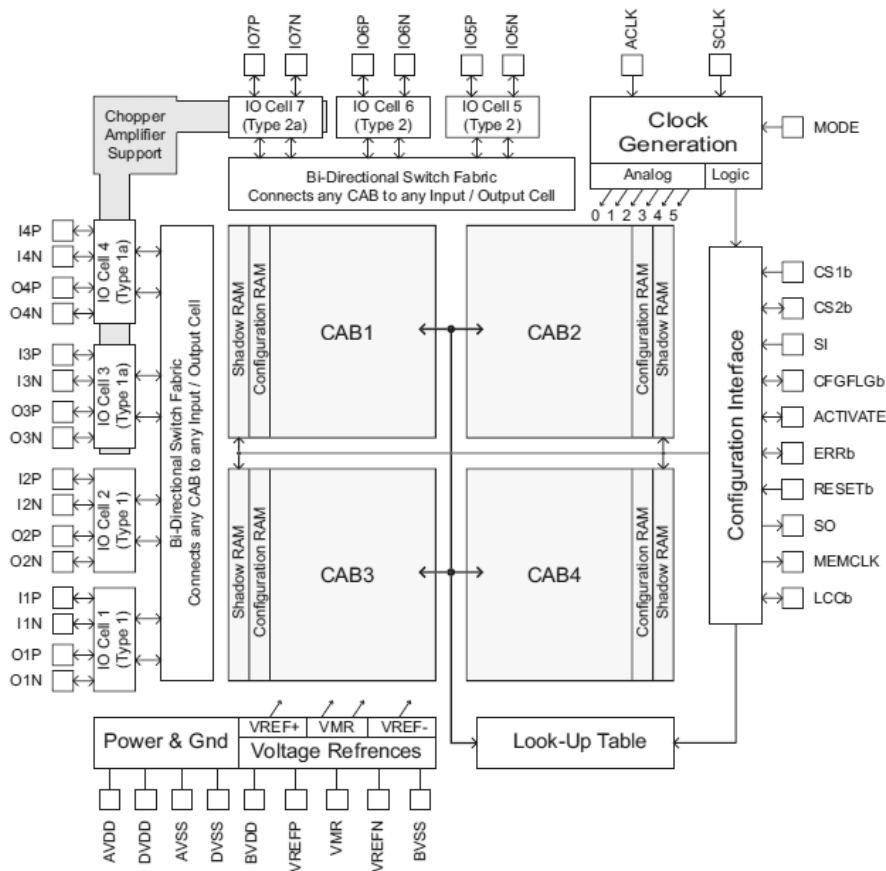 IO7P
IO7N
IO6P
IO6N
IO5P
IO5N
ACLK
SCLK
Chopper
Amplifier
Support
IO Cell 7
(Type 2a)
IO Cell 6
(Type 2)
IO Cell 5
(Type 2)
Clock
Generation
MODE
Analog
Logic
0 1 2 3 4 5
Bi-Directional Switch Fabric
Connects any CAB to any Input / Output Cell
I4P
I4N
O4P
O4N
IO Cell 4
(Type 1a)
I3P
I3N
O3P
O3N
IO Cell 3
(Type 1a)
I2P
I2N
O2P
O2N
IO Cell 2
(Type 1)
I1P
I1N
O1P
O1N
IO Cell 1
(Type 1)
Bi-Directional Switch Fabric
Connects any CAB to any Input / Output Cell
Shadow RAM
Configuration RAM
CAB1
CAB2
Configuration RAM
Shadow RAM
Shadow RAM
Configuration RAM
CAB3
CAB4
Configuration RAM
Shadow RAM
Configuration Interface
CS1b
CS2b
SI
CFGFLGb
ACTIVATE
ERRb
RESETb
SO
MEMCLK
LCCb
Power & Gnd
VREF+
VMR
VREF-
Voltage Refrences
Look-Up Table
AVDD
DVDD
AVSS
DVSS
BVDD
VREFP
VMR
VREFN
BVSS